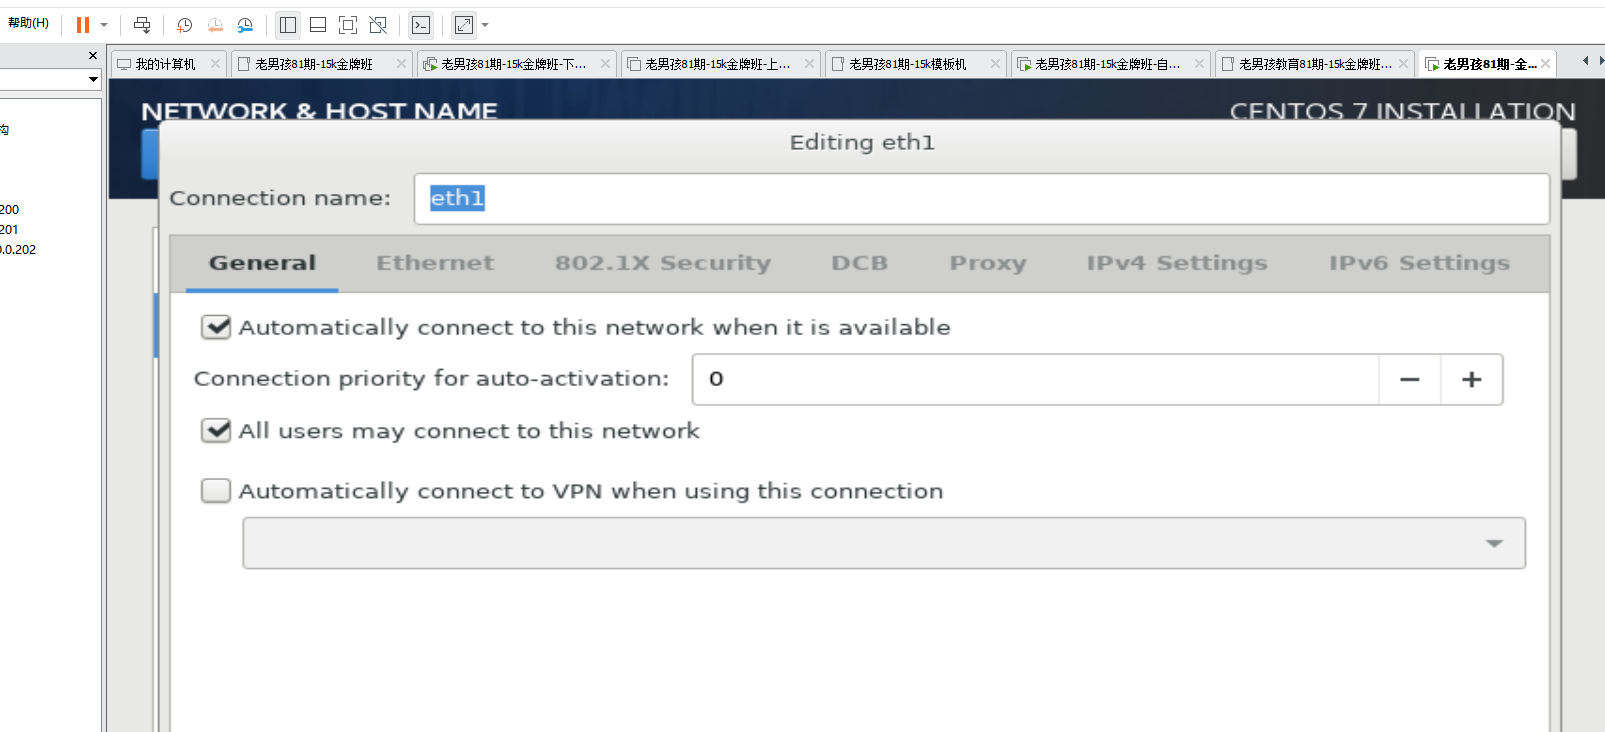 帮助(H)
我的计算机
老男孩81期-15k金牌班
老男孩81期-15k金牌班-下...
老男孩81期-15k金牌班-上...
老男孩81期-15k模板机
老男孩81期-15k金牌班-自...
老男孩教育81期-15k金牌班...
老男孩81期-金...
构
200
201
0.0.202
NETWORK & HOST NAME
CENTOS 7 INSTALLATION
Editing eth1
Connection name: eth1
General Ethernet 802.1X Security DCB Proxy IPv4 Settings IPv6 Settings
Automatically connect to this network when it is available
Connection priority for auto-activation: 0
All users may connect to this network
Automatically connect to VPN when using this connection